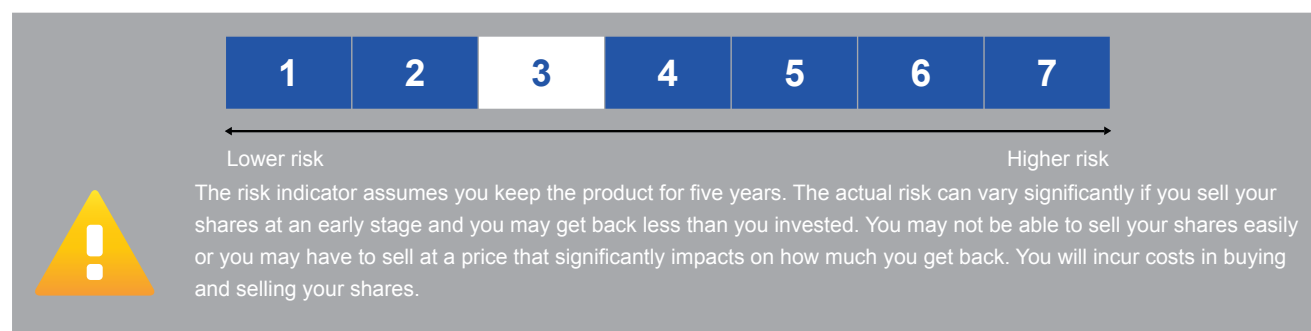 1 2 3 4 5 6 7
Lower risk Higher risk
The risk indicator assumes you keep the product for five years. The actual risk can vary significantly if you sell your
shares at an early stage and you may get back less than you invested. You may not be able to sell your shares easily
or you may have to sell at a price that significantly impacts on how much you get back. You will incur costs in buying
and selling your shares.